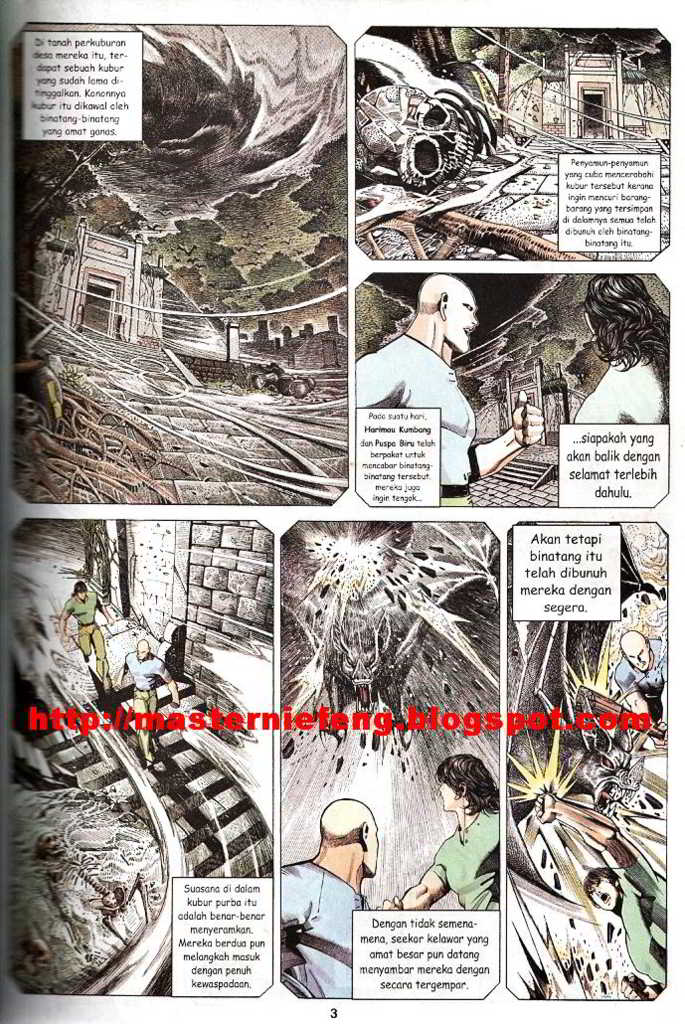 Di tanah perkuburan
desa mereka itu, ter-
dapat sebuah kubur
yang sudah lama di-
tinggalkan. Kononnya
kubur itu dikawal oleh
binatang-binatang
yang amat ganas.
Penyamun-penyamun
yang cuba mencerobohi
kubur tersebut kerana
ingin mencuri barang-
barang yang tersimpan
di dalamnya semua telah
dibunuh oleh binatang-
binatang itu.
Pada suatu hari,
Harimau Kumbang
dan Puspa Biru telah
berpakat untuk
mencabar binatang-
binatang tersebut.
mereka juga
ingin tengok...
...siapakah yang
akan balik dengan
selamat terlebih
dahulu.
Suasana di dalam
kubur purba itu
adalah benar-benar
menyeramkan.
Mereka berdua pun
melangkah masuk
dengan penuh
kewaspadaan.
Dengan tidak semena-
mena, seekor kelawar yang
amat besar pun datang
menyambar mereka dengan
secara tergempar.
Akan tetapi
binatang itu
telah dibunuh
mereka dengan
segera.
http://masterniefeng.blogspot.com
3